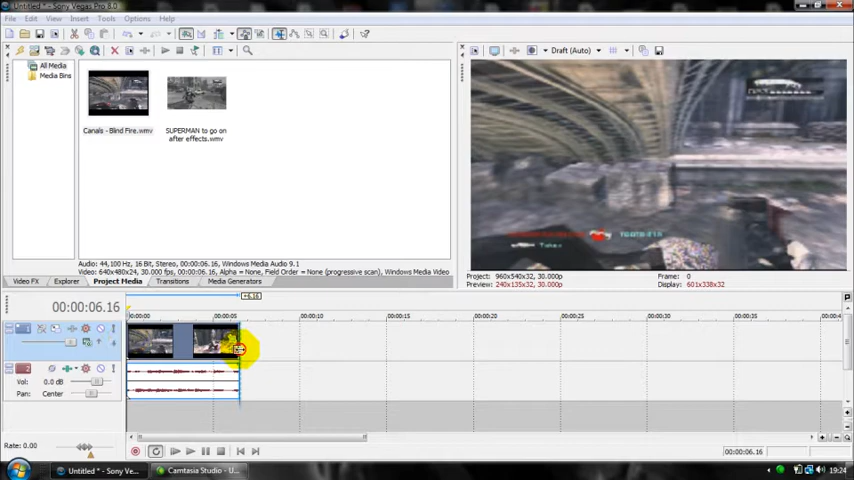 Untitled * - Sony Vegas Pro 8.0
File Edit View Insert Tools Options Help
All Media
Media Bins
Canals - Blind Fire.wmv
SUPERMAN to go on
after effects.wmv
Draft (Auto)
Audio: 44,100 Hz, 16 Bit, Stereo, 00:00:06.16, Windows Media Audio 9.1
Video: 640x480x24, 30.000 fps, 00:00:06.16, Alpha = None, Field Order = None (progressive scan), Windows Media Video
Video FX Explorer Project Media Transitions Media Generators
Project: 960x540x32, 30.000p
Preview: 240x135x32, 30.000p
Frame: 0
Display: 601x338x32
00:00:06.16
+6.16
00:00:05 00:00:10 00:00:15 00:00:20 00:00:25 00:00:30 00:00:35 00:00:40
1
2
Vol: 0.0 dB
Pan: Center
Rate: 0.00
00:00:06.16
Untitled * - Sony Ve...
Camtasia Studio - U...
19:24